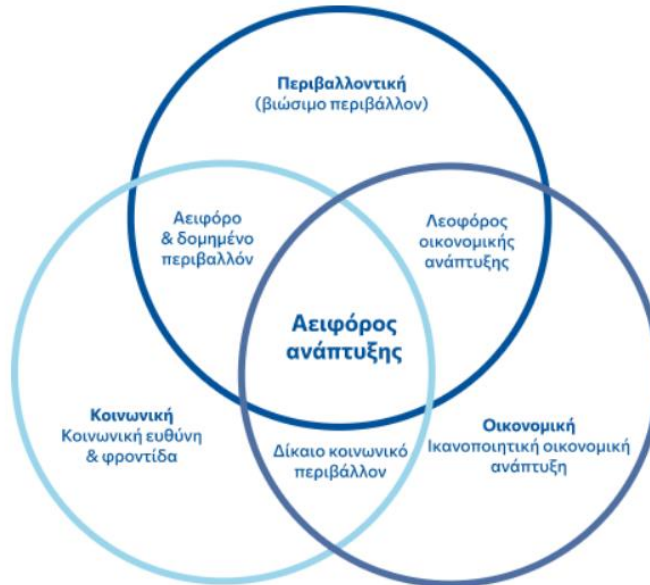 Περιβαλλοντική
(βιώσιμο περιβάλλον)
Αειφόρο
& δομημένο
περιβαλλόν
Λεοφόρος
οικονομικής
ανάπτυξης
Αειφόρος
ανάπτυξης
Κοινωνική
Κοινωνική ευθύνη
& φροντίδα
Δίκαιο κοινωνικό
περιβάλλον
Οικονομική
Ικανοποιητική οικονομική
ανάπτυξη